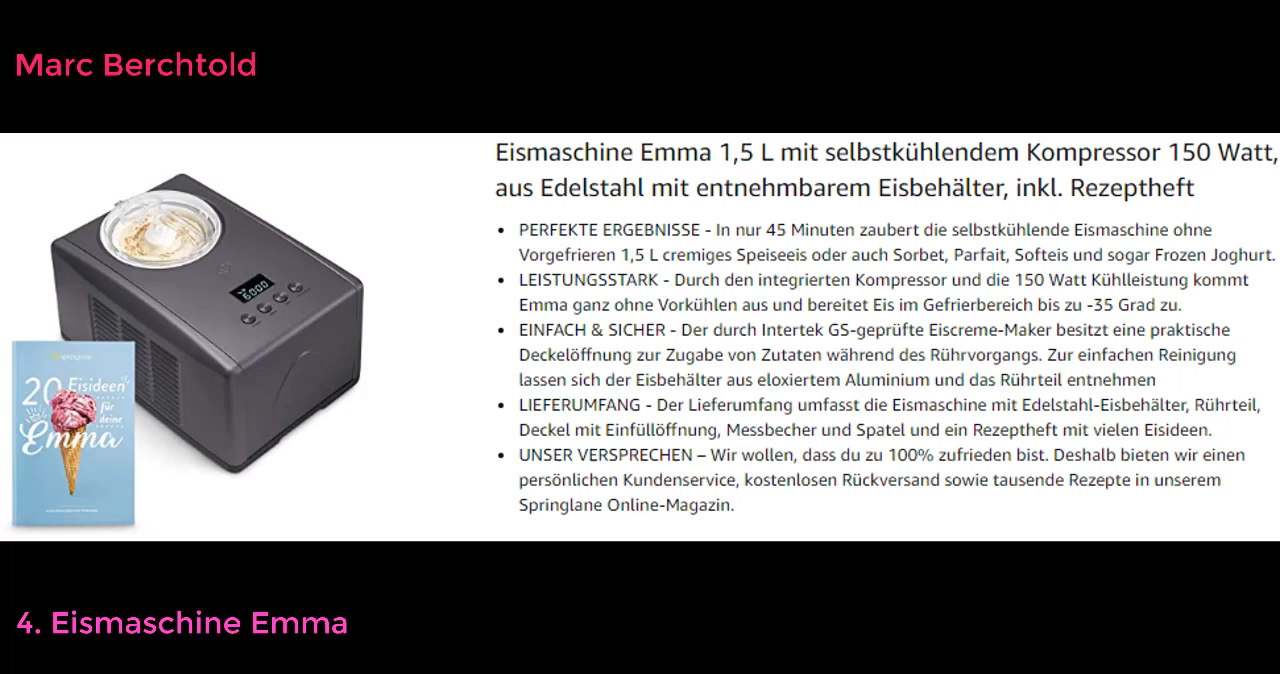 Marc Berchtold
Eismaschine Emma 1,5 L mit selbstkühlendem Kompressor 150 Watt,
aus Edelstahl mit entnehmbarem Eisbehälter, inkl. Rezeptheft
• PERFEKTE ERGEBNISSE - In nur 45 Minuten zaubert die selbstkühlende Eismaschine ohne
Vorgefrieren 1,5 L cremiges Speiseeis oder auch Sorbet, Parfait, Softeis und sogar Frozen Joghurt.
• LEISTUNGSSTARK - Durch den integrierten Kompressor und die 150 Watt Kühlleistung kommt
Emma ganz ohne Vorkühlen aus und bereitet Eis im Gefrierbereich bis zu -35 Grad zu.
• EINFACH & SICHER - Der durch Intertek GS-geprüfte Eiscreme-Maker besitzt eine praktische
Deckelöffnung zur Zugabe von Zutaten während des Rührvorgangs. Zur einfachen Reinigung
lassen sich der Eisbehälter aus eloxiertem Aluminium und das Rührteil entnehmen
• LIEFERUMFANG - Der Lieferumfang umfasst die Eismaschine mit Edelstahl-Eisbehälter, Rührteil,
Deckel mit Einfüllöffnung, Messbecher und Spatel und ein Rezeptheft mit vielen Eisideen.
• UNSER VERSPRECHEN – Wir wollen, dass du zu 100% zufrieden bist. Deshalb bieten wir einen
persönlichen Kundenservice, kostenlosen Rückversand sowie tausende Rezepte in unserem
Springlane Online-Magazin.
springlane
20 Eisideen
für
deine
Emma
4. Eismaschine Emma